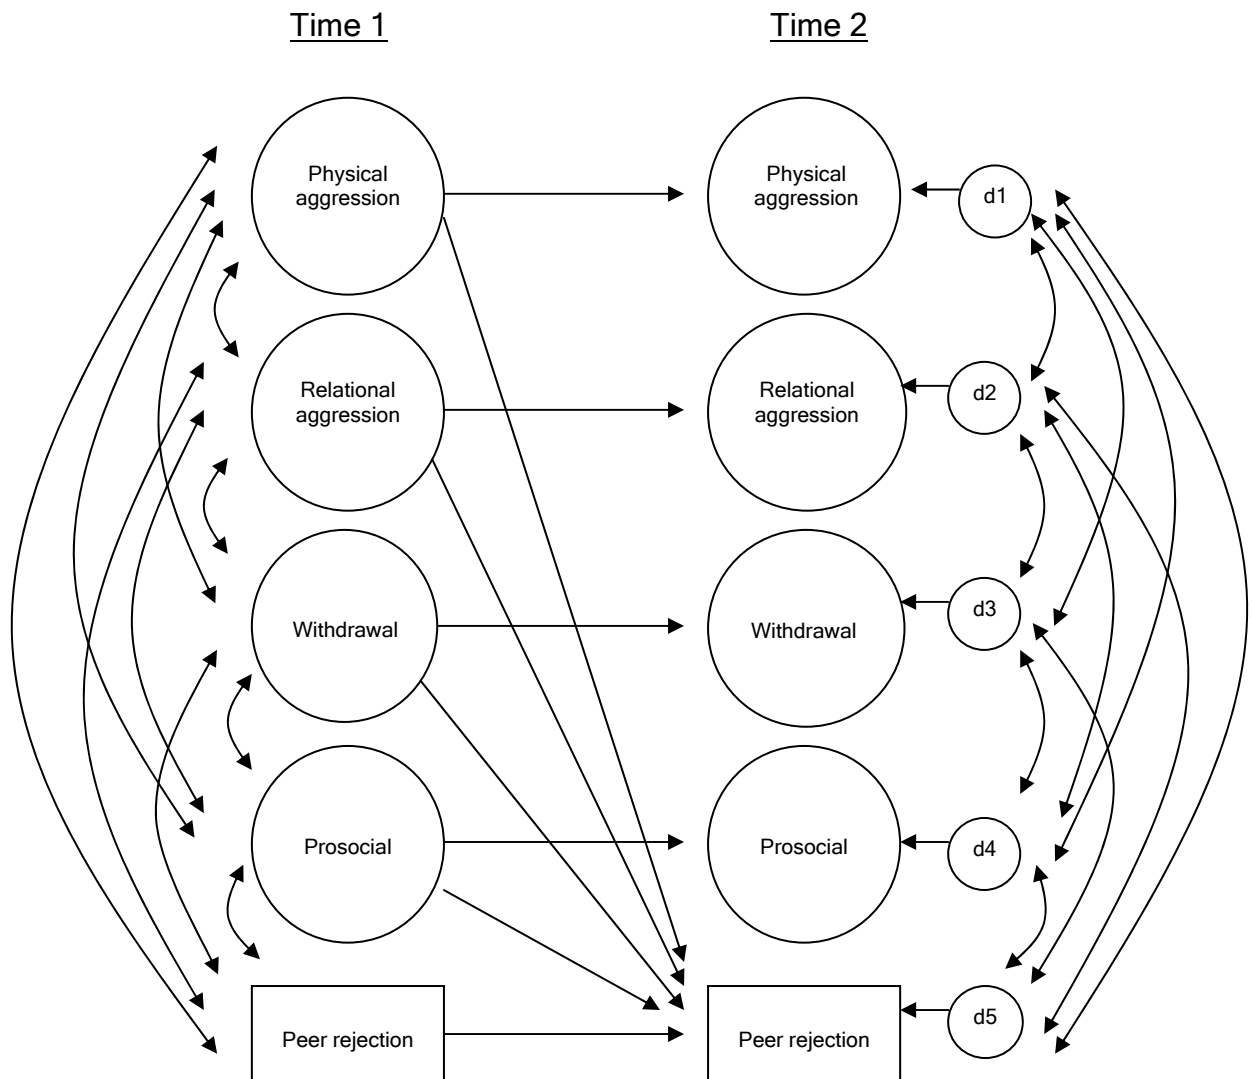 Time 1
Time 2
Physical
aggression
Physical
aggression
d1
Relational
aggression
Relational
aggression
d2
Withdrawal
Withdrawal
d3
Prosocial
Prosocial
d4
Peer rejection
Peer rejection
d5